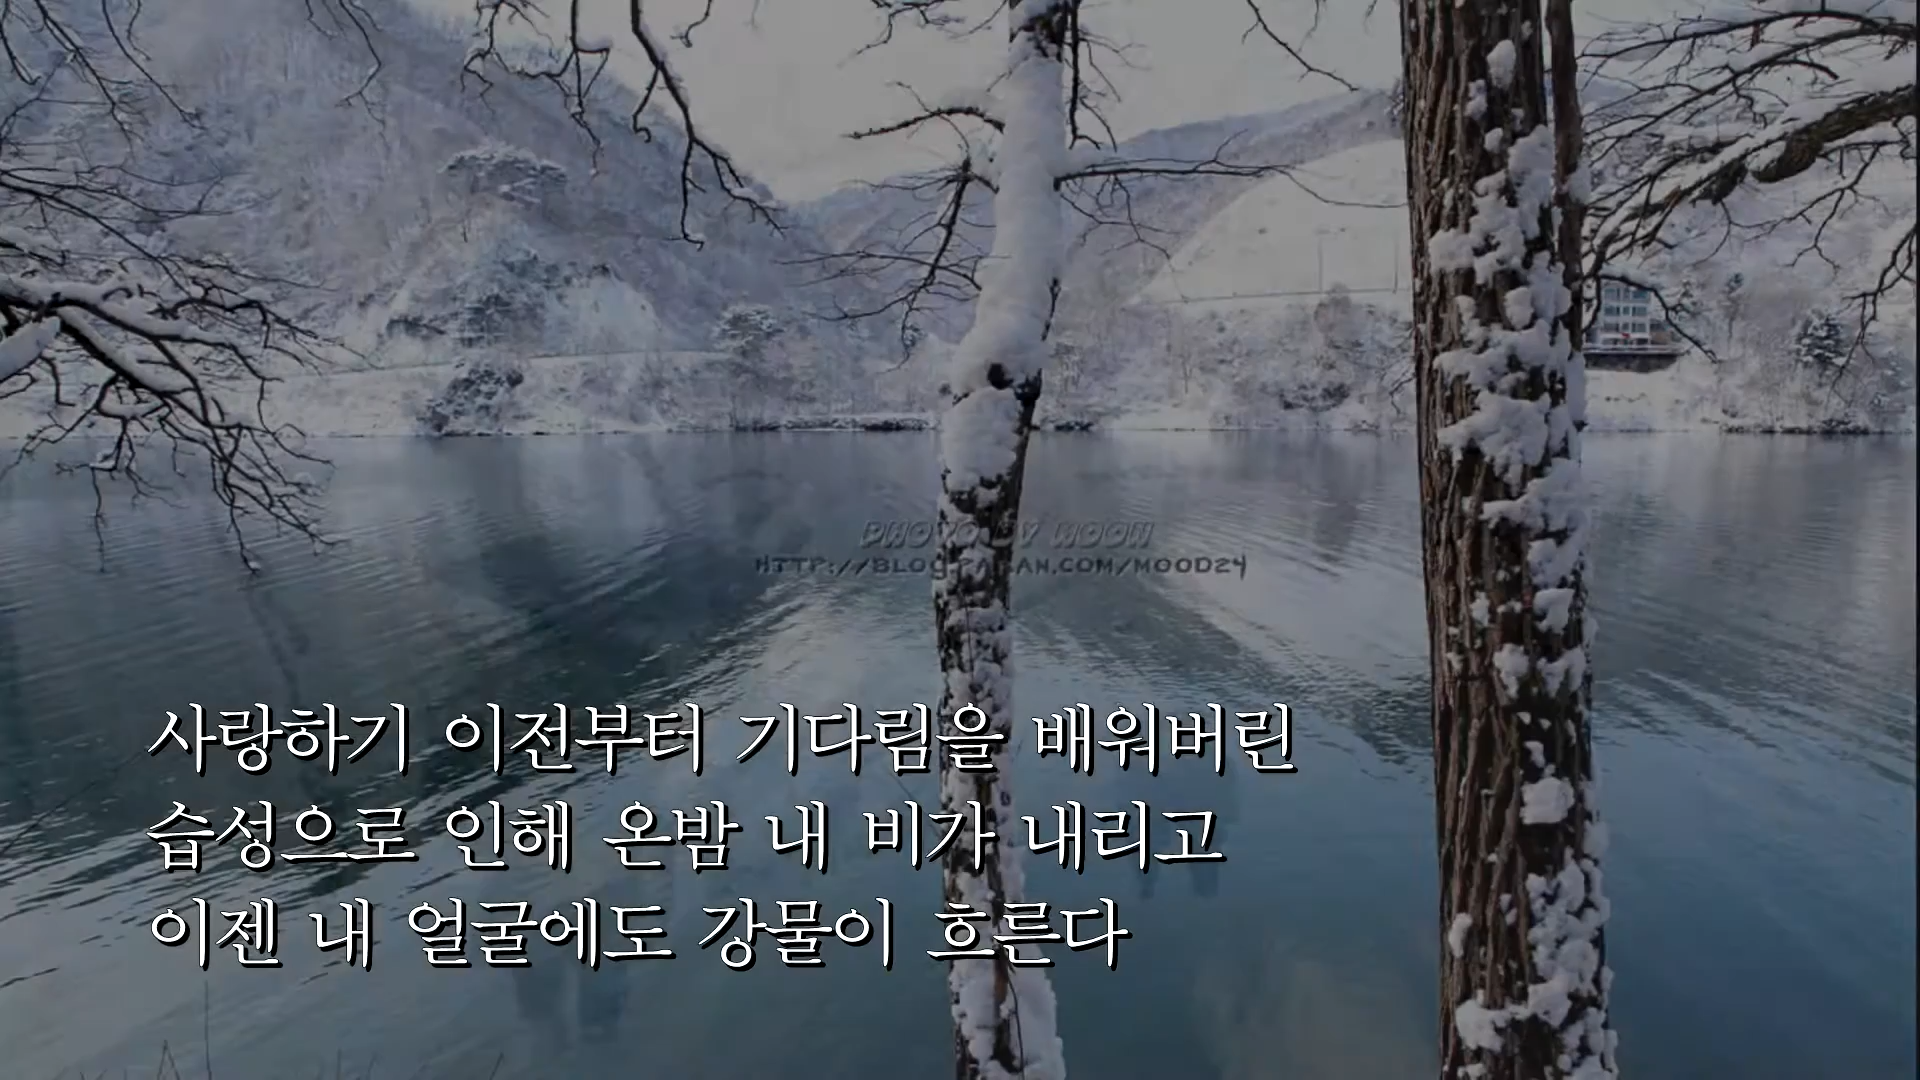 PHOTO BY MOON
HTTP://BLOG.PARAN.COM/MOOD24
사랑하기 이전부터 기다림을 배워버린
습성으로 인해 온밤 내 비가 내리고
이젠 내 얼굴에도 강물이 흐른다